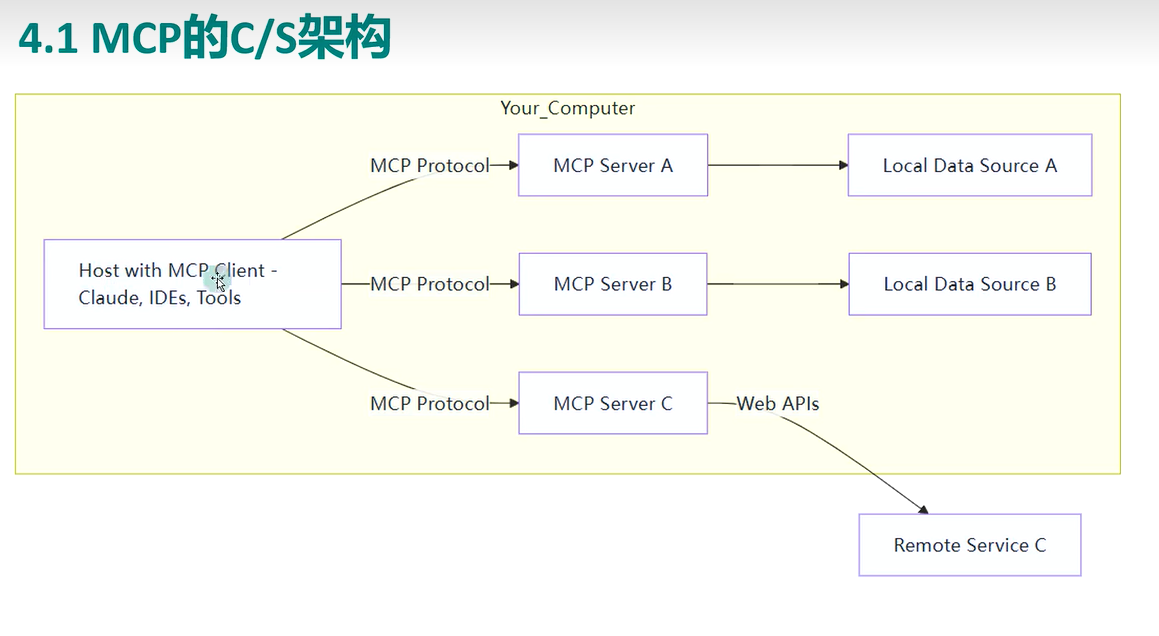 4.1 MCP的C/S架构
Your_Computer
MCP Protocol
MCP Server A
Local Data Source A
Host with MCP Client -
Claude, IDEs, Tools
MCP Protocol
MCP Server B
Local Data Source B
MCP Protocol
MCP Server C
Web APIs
Remote Service C